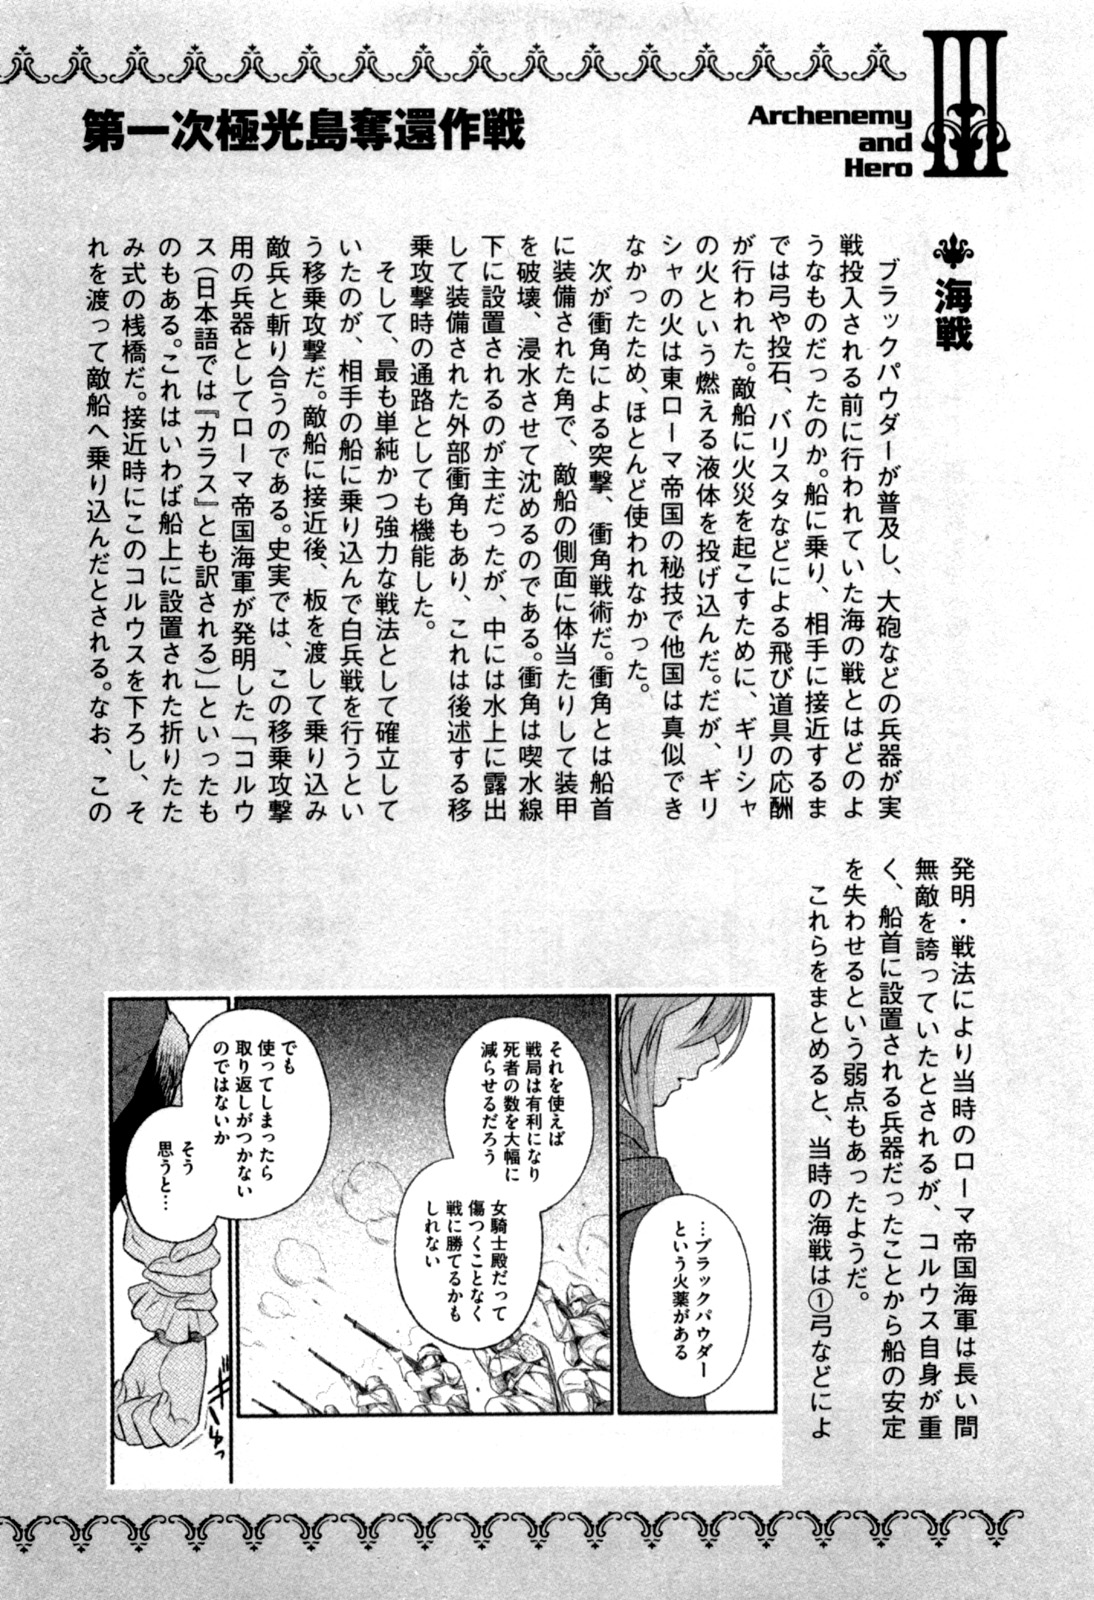 III
Archenemy
and
Hero
第一次極光島奪還作戦
海戦
ブラックパウダーが普及し、大砲などの兵器が実
戦投入される前に行われていた海の戦とはどのよ
うなものだったのか。船に乗り、相手に接近するま
では弓や投石、バリスタなどによる飛び道具の応酬
が行われた。敵船に火災を起こすために、ギリシャ
の火という燃える液体を投げ込んだ。だが、ギリ
シャの火は東ローマ帝国の秘技で他国は真似でき
なかったため、ほとんど使われなかった。
次が衝角による突撃、衝角戦術だ。衝角とは船首
に装備された角で、敵船の側面に体当たりして装甲
を破壊、浸水させて沈めるのである。衝角は喫水線
下に設置されるのが主だったが、中には水上に露出
して装備された外部衝角もあり、これは後述する移
乗攻撃時の通路としても機能した。
そして、最も単純かつ強力な戦法として確立して
いたのが、相手の船に乗り込んで白兵戦を行うとい
う移乗攻撃だ。敵船に接近後、板を渡して乗り込み
敵兵と斬り合うのである。史実では、この移乗攻撃
用の兵器としてローマ帝国海軍が発明した「コルウ
ス(日本語では『カラス』とも訳される)」といったも
のもある。これはいわば船上に設置された折りたた
み式の桟橋だ。接近時にこのコルウスを下ろし、そ
れを渡って敵船へ乗り込んだとされる。なお、この
発明・戦法により当時のローマ帝国海軍は長い間
無敵を誇っていたとされるが、コルウス自身が重
く、船首に設置される兵器だったことから船の安定
を失わせるという弱点もあったようだ。
これらをまとめると、当時の海戦は①弓などによ
…ブラックパウダー
という火薬がある
それを使えば
戦局は有利になり
死者の数を大幅に
減らせるだろう
女騎士殿だって
傷つくことなく
戦に勝てるかも
しれない
でも
使ってしまったら
取り返しがつかない
のではないか
そう
思うと…
ギゅっ